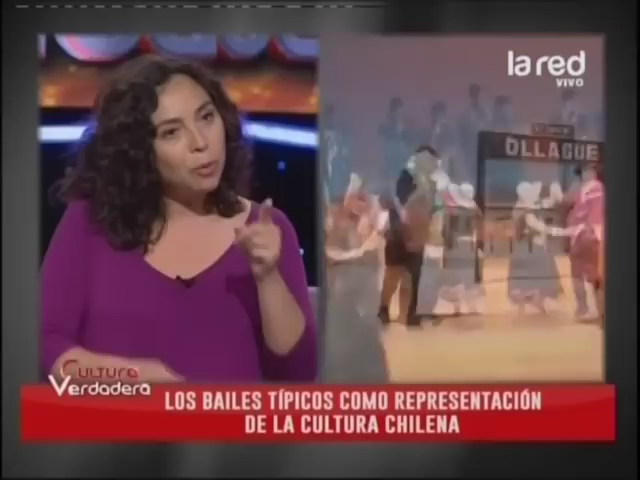 la red
VIVO
OLLAGUE
Cultura
Verdadera
LOS BAILES TÍPICOS COMO REPRESENTACIÓN
DE LA CULTURA CHILENA